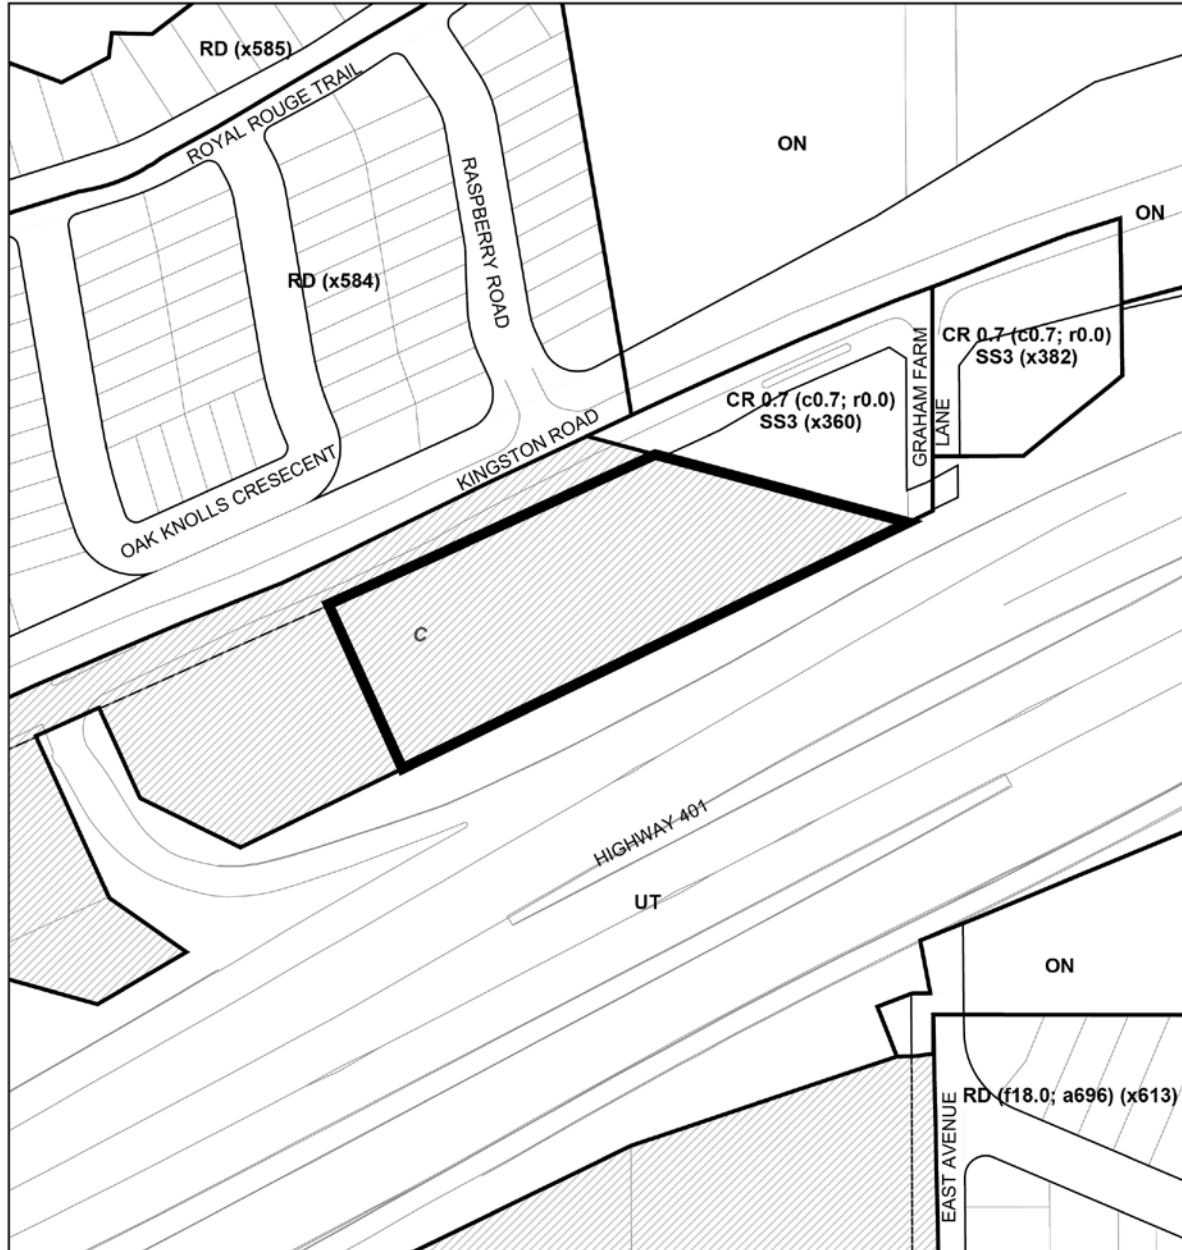 RD (x585)
ROYAL ROUGE TRAIL
ON
RASPBERRY ROAD
ON
RD (x584)
CR 0.7 (c0.7; r0.0)
SS3 (x382)
GRAHAM FARM
LANE
CR 0.7 (c0.7; r0.0)
SS3 (x360)
KINGSTON ROAD
OAK KNOLLS CRESECENT
C
HIGHWAY 401
UT
ON
RD (f18.0; a696) (x613)
EAST AVENUE